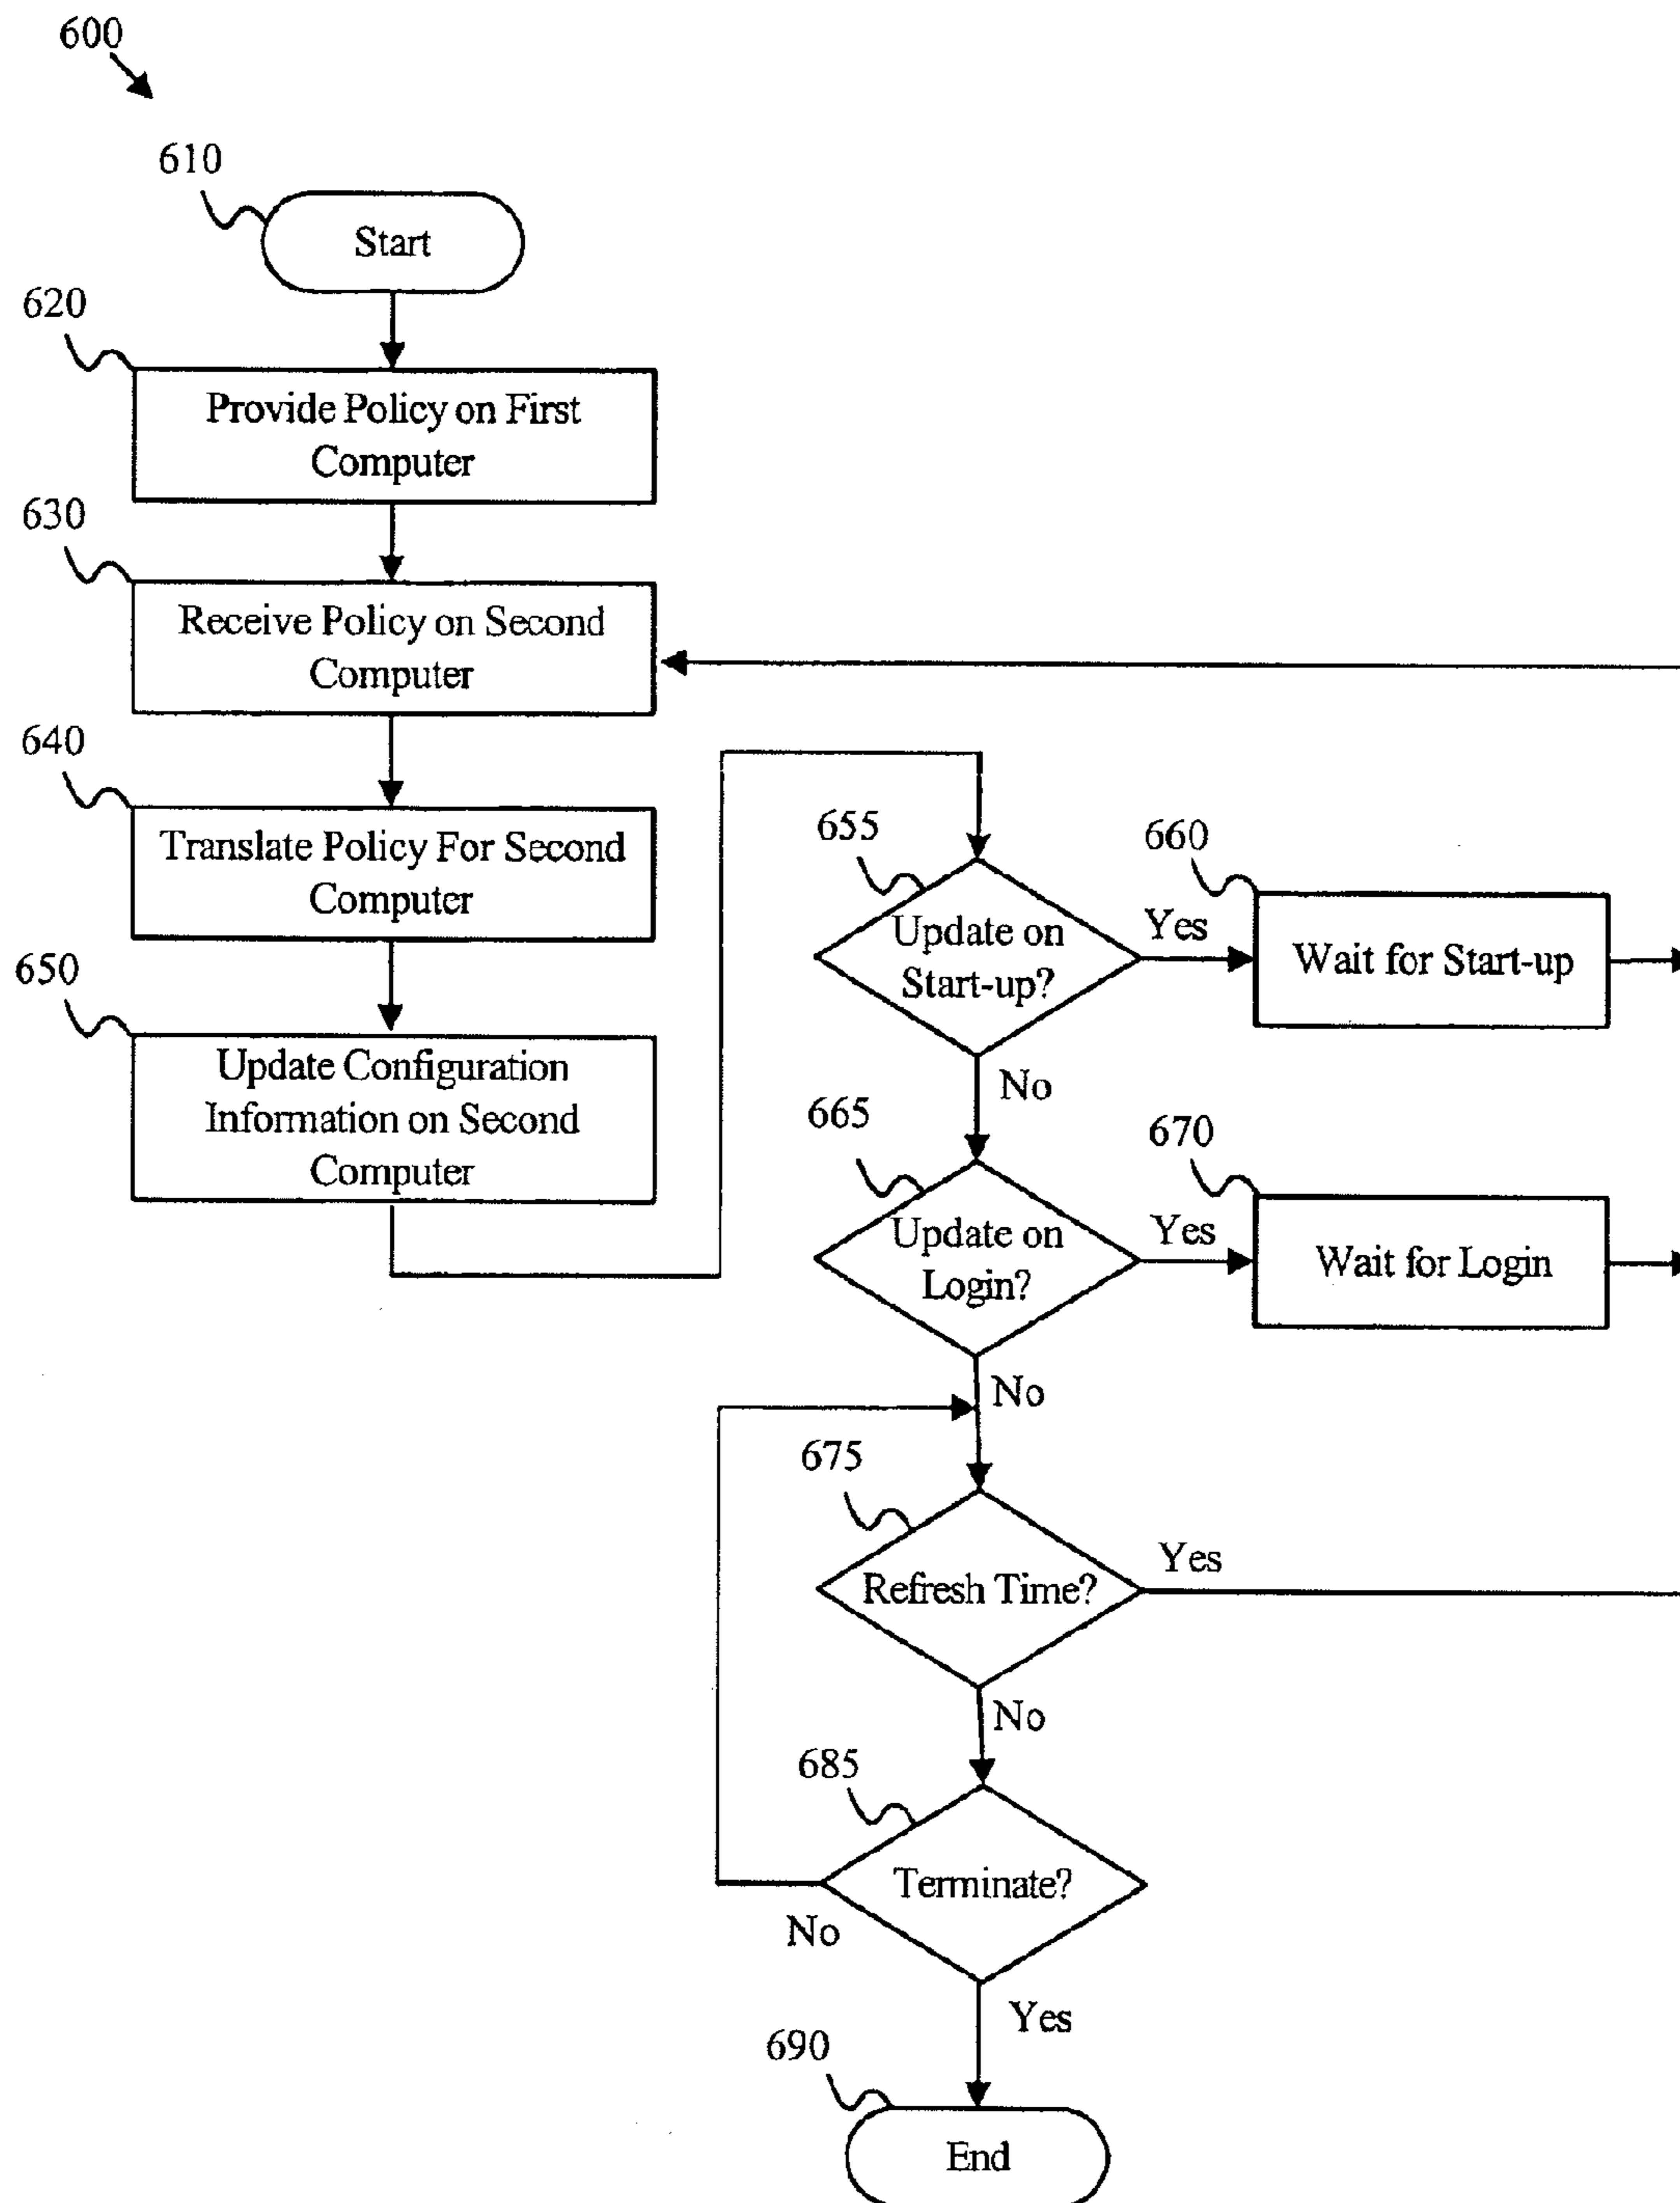 600
610
Start
620
Provide Policy on First
Computer
630
Receive Policy on Second
Computer
640
Translate Policy For Second
Computer
650
Update Configuration
Information on Second
Computer
655
Update on
Start-up?
Yes
660
Wait for Start-up
No
665
Update on
Login?
Yes
670
Wait for Login
No
675
Refresh Time?
Yes
No
685
Terminate?
No
Yes
690
End